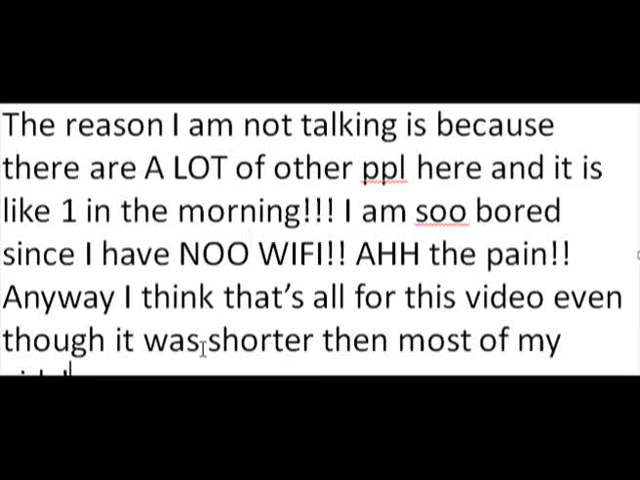 The reason I am not talking is because
there are A LOT of other ppl here and it is
like 1 in the morning!!! I am soo bored
since I have NOO WIFI!! AHH the pain!!
Anyway I think that's all for this video even
though it was shorter then most of my